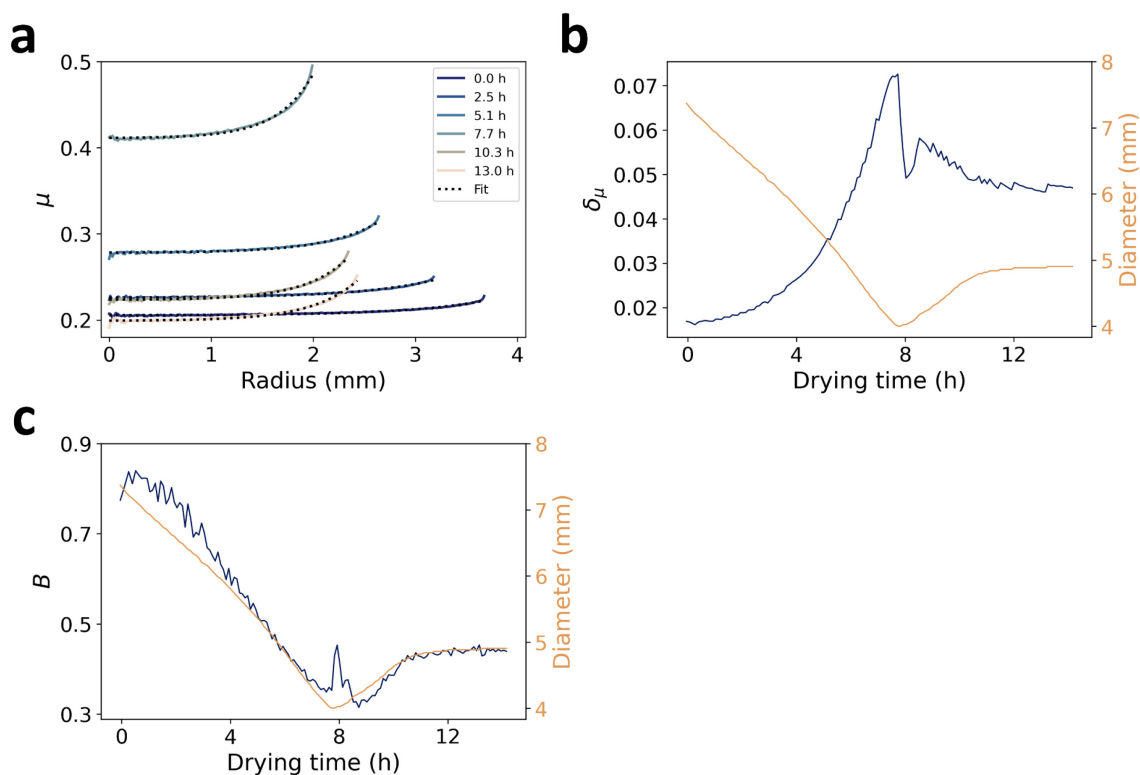 a
0.5
0.4
0.3
0.2
μ
0
1
2
3
4
Radius (mm)
0.0 h
2.5 h
5.1 h
7.7 h
10.3 h
13.0 h
Fit
b
0.07
0.06
0.05
0.04
0.03
0.02
δμ
0
4
8
12
Drying time (h)
8
7
6
5
4
Diameter (mm)
c
0.9
0.7
0.5
0.3
B
0
4
8
12
Drying time (h)
8
7
6
5
4
Diameter (mm)